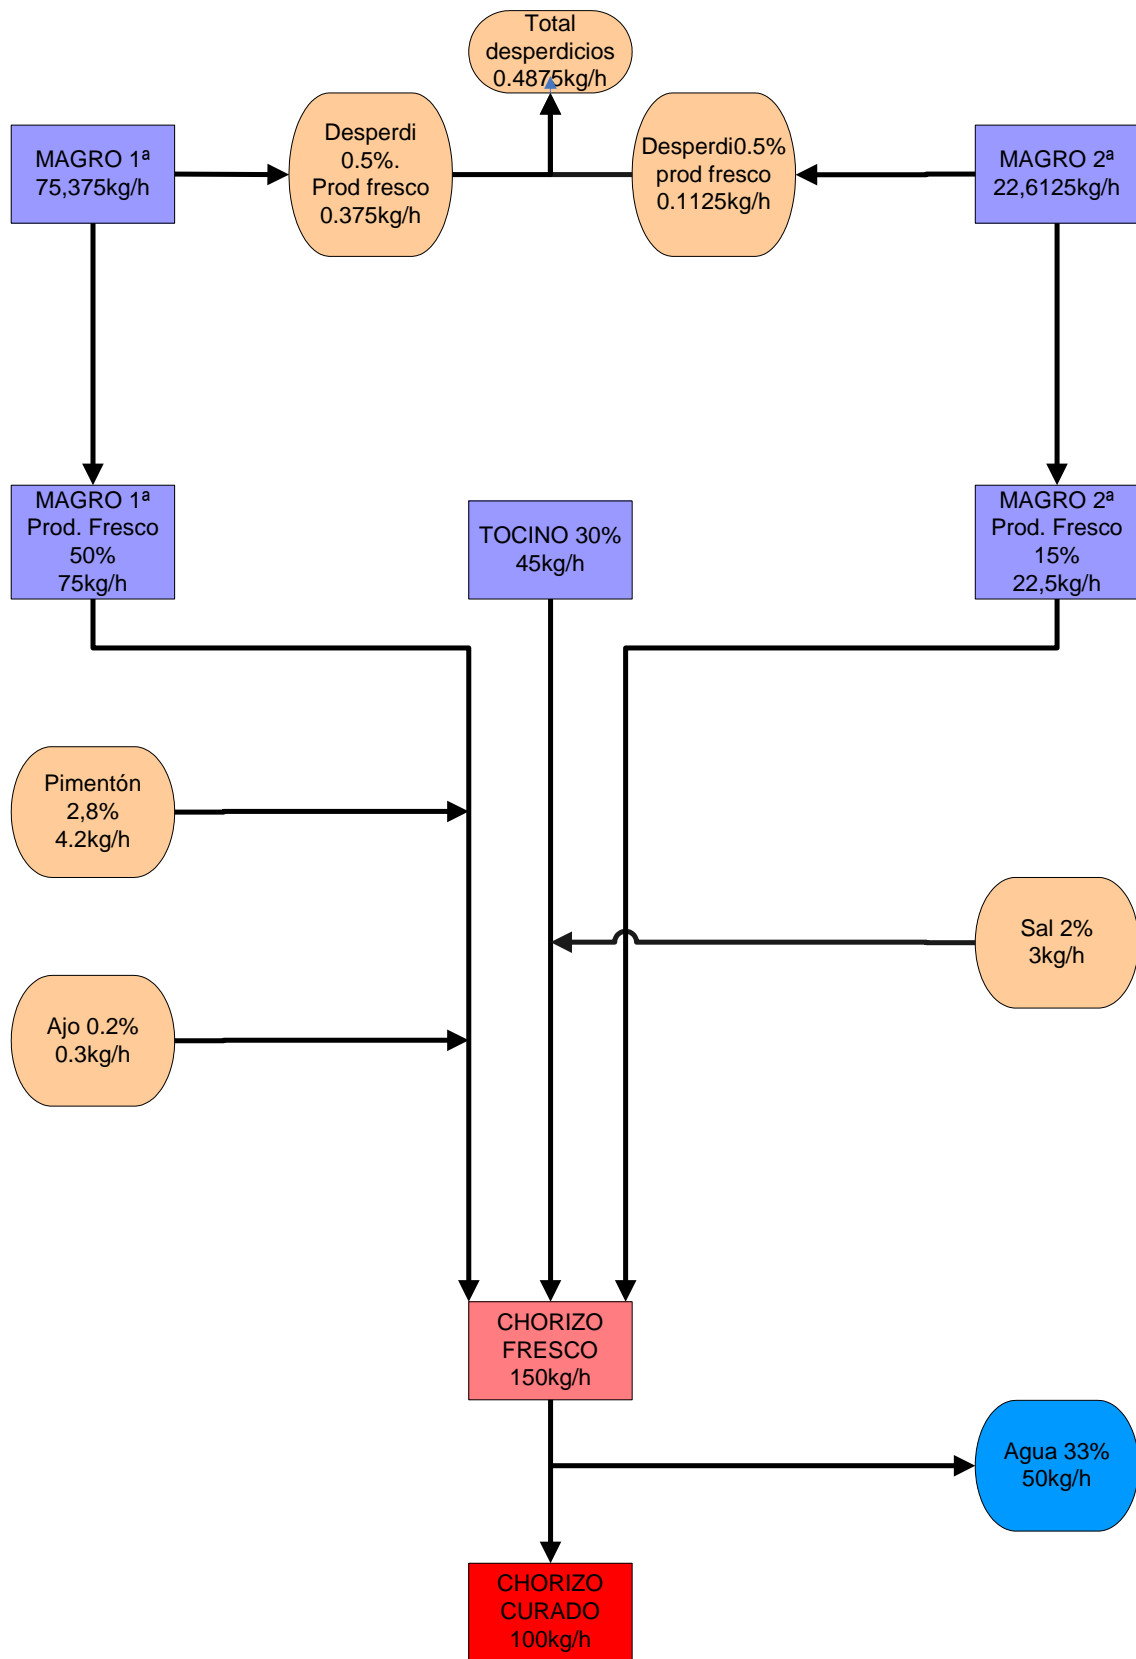 Total
desperdicios
0.4875kg/h
MAGRO 1ª
75,375kg/h
Desperdi
0.5%.
Prod fresco
0.375kg/h
Desperdi0.5%
prod fresco
0.1125kg/h
MAGRO 2ª
22,6125kg/h
MAGRO 1ª
Prod. Fresco
50%
75kg/h
TOCINO 30%
45kg/h
MAGRO 2ª
Prod. Fresco
15%
22,5kg/h
Pimentón
2,8%
4.2kg/h
Sal 2%
3kg/h
Ajo 0.2%
0.3kg/h
CHORIZO
FRESCO
150kg/h
Agua 33%
50kg/h
CHORIZO
CURADO
100kg/h